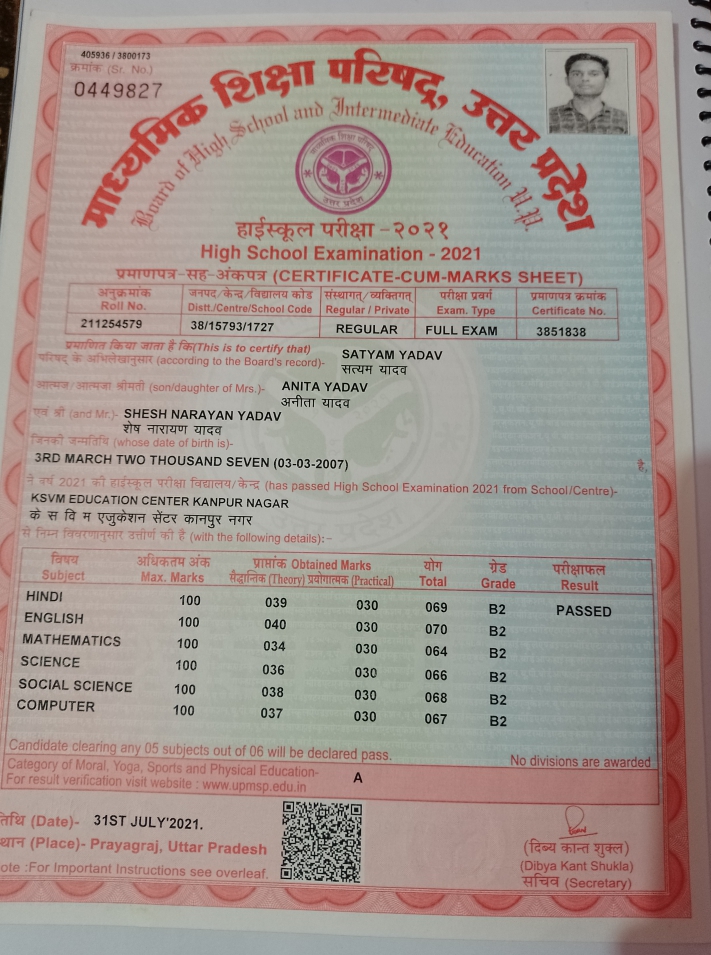 405936 / 3800173
क्रमांक (Sr. No.)
0449827
माध्यमिक शिक्षा परिषद्, उत्तर प्रदेश
Board of High School and Intermediate Education U.P.
माध्यमिक शिक्षा परिषद्
उत्तर प्रदेश
हाईस्कूल परीक्षा - २०२१
High School Examination - 2021
प्रमाणपत्र-सह-अंकपत्र (CERTIFICATE-CUM-MARKS SHEET)
अनुक्रमांक जनपद/केन्द्र/विद्यालय कोड संस्थागत्/व्यक्तिगत् परीक्षा प्रवर्ग प्रमाणपत्र क्रमांक
Roll No. Distt./Centre/School Code Regular / Private Exam. Type Certificate No.
211254579 38/15793/1727 REGULAR FULL EXAM 3851838
प्रमाणित किया जाता है कि(This is to certify that)
परिषद के अभिलेखानुसार (according to the Board's record)- SATYAM YADAV
सत्यम यादव
आत्मज/आत्मजा श्रीमती (son/daughter of Mrs.)- ANITA YADAV
अनीता यादव
एवं श्री (and Mr.)- SHESH NARAYAN YADAV
शेष नारायण यादव
जिनकी जन्मतिथि (whose date of birth is)-
3RD MARCH TWO THOUSAND SEVEN (03-03-2007) है,
ने वर्ष 2021 की हाईस्कूल परीक्षा विद्यालय/केन्द्र (has passed High School Examination 2021 from School/Centre)-
KSVM EDUCATION CENTER KANPUR NAGAR
के स वि म एजुकेशन सेंटर कानपुर नगर
से निम्न विवरणानुसार उत्तीर्ण की है (with the following details):-
विषय अधिकतम अंक प्राप्तांक Obtained Marks योग ग्रेड परीक्षाफल
Subject Max. Marks सैद्धान्तिक (Theory) प्रयोगात्मक (Practical) Total Grade Result
HINDI 100 039 030 069 B2 PASSED
ENGLISH 100 040 030 070 B2
MATHEMATICS 100 034 030 064 B2
SCIENCE 100 036 030 066 B2
SOCIAL SCIENCE 100 038 030 068 B2
COMPUTER 100 037 030 067 B2
Candidate clearing any 05 subjects out of 06 will be declared pass. No divisions are awarded
Category of Moral, Yoga, Sports and Physical Education- A
For result verification visit website : www.upmsp.edu.in
तिथि (Date)- 31ST JULY'2021.
थान (Place)- Prayagraj, Uttar Pradesh
ote :For Important Instructions see overleaf.
(दिब्य कान्त शुक्ल)
(Dibya Kant Shukla)
सचिव (Secretary)